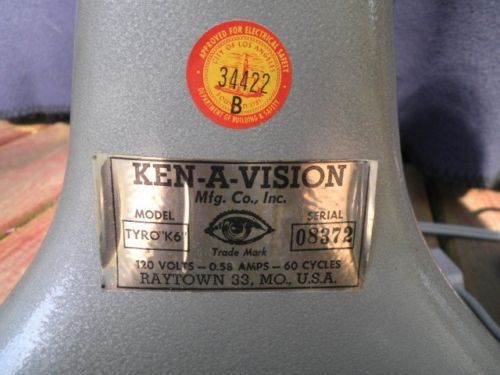 APPROVED FOR ELECTRICAL SAFETY
CITY OF LOS ANGELES
34422
B
DEPARTMENT OF BUILDING & SAFETY
KEN-A-VISION
Mfg. Co., Inc.
MODEL
SERIAL
TYRO "K6"
08372
Trade Mark
120 VOLTS – 0.58 AMPS – 60 CYCLES
RAYTOWN 33, MO., U.S.A.